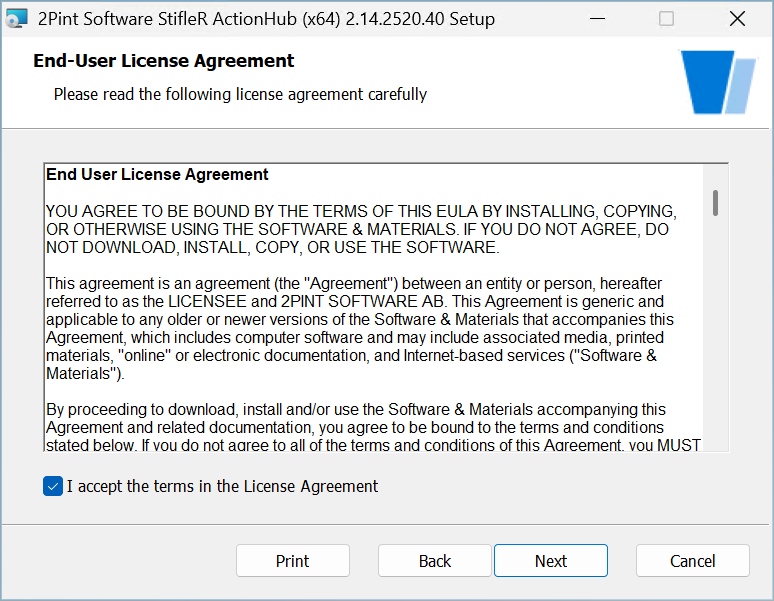 2Pint Software StifleR ActionHub (x64) 2.14.2520.40 Setup
End-User License Agreement
Please read the following license agreement carefully
End User License Agreement
YOU AGREE TO BE BOUND BY THE TERMS OF THIS EULA BY INSTALLING, COPYING,
OR OTHERWISE USING THE SOFTWARE & MATERIALS. IF YOU DO NOT AGREE, DO
NOT DOWNLOAD, INSTALL, COPY, OR USE THE SOFTWARE.
This agreement is an agreement (the "Agreement") between an entity or person, hereafter
referred to as the LICENSEE and 2PINT SOFTWARE AB. This Agreement is generic and
applicable to any older or newer versions of the Software & Materials that accompanies this
Agreement, which includes computer software and may include associated media, printed
materials, "online" or electronic documentation, and Internet-based services ("Software &
Materials").
By proceeding to download, install and/or use the Software & Materials accompanying this
Agreement and related documentation, you agree to be bound to the terms and conditions
stated below. If you do not agree to all of the terms and conditions of this Agreement, you MUST
I accept the terms in the License Agreement
Print
Back
Next
Cancel